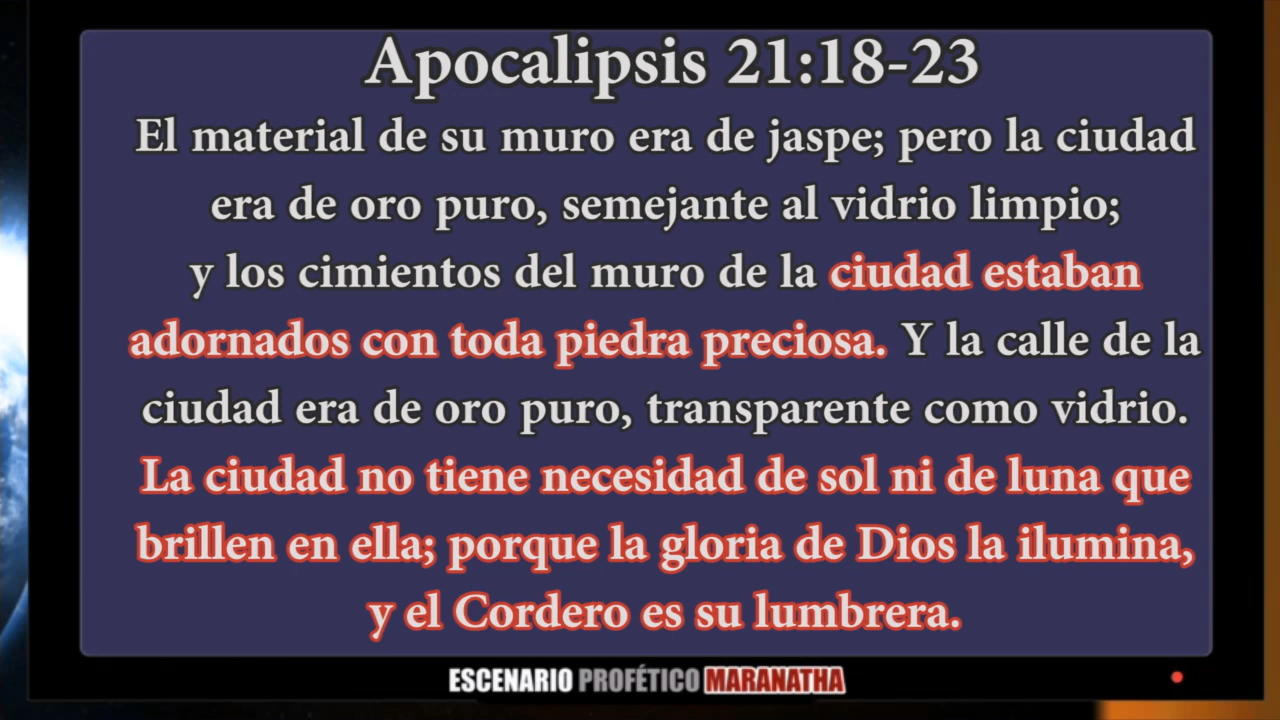 Apocalipsis 21:18-23
El material de su muro era de jaspe; pero la ciudad
era de oro puro, semejante al vidrio limpio;
y los cimientos del muro de la ciudad estaban
adornados con toda piedra preciosa. Y la calle de la
ciudad era de oro puro, transparente como vidrio.
La ciudad no tiene necesidad de sol ni de luna que
brillen en ella; porque la gloria de Dios la ilumina,
y el Cordero es su lumbrera.
ESCENARIO PROFÉTICO MARANATHA